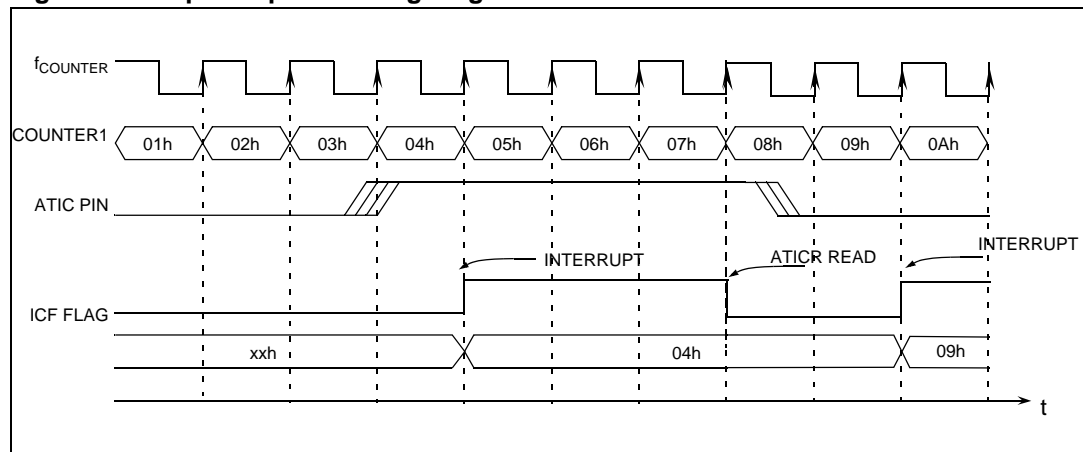 fCOUNTER
COUNTER1 01h 02h 03h 04h 05h 06h 07h 08h 09h 0Ah
ATIC PIN
INTERRUPT ATICR READ INTERRUPT
ICF FLAG
xxh 04h 09h
t